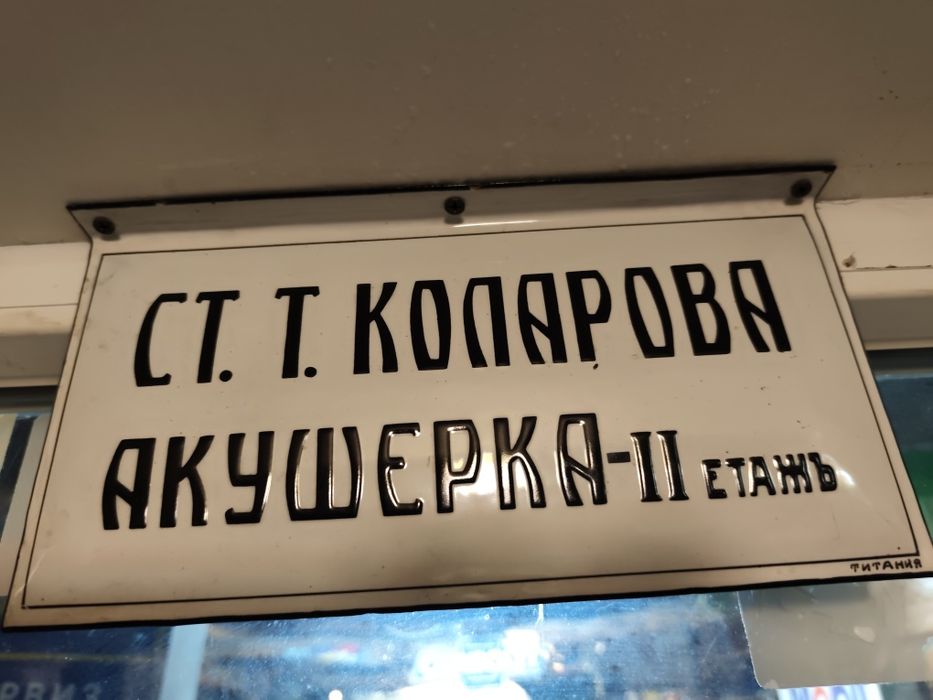 СТ. Т. КОЛАРОВА
АКУШЕРКА-II ЕТАЖЪ
ТИТАНИЯ